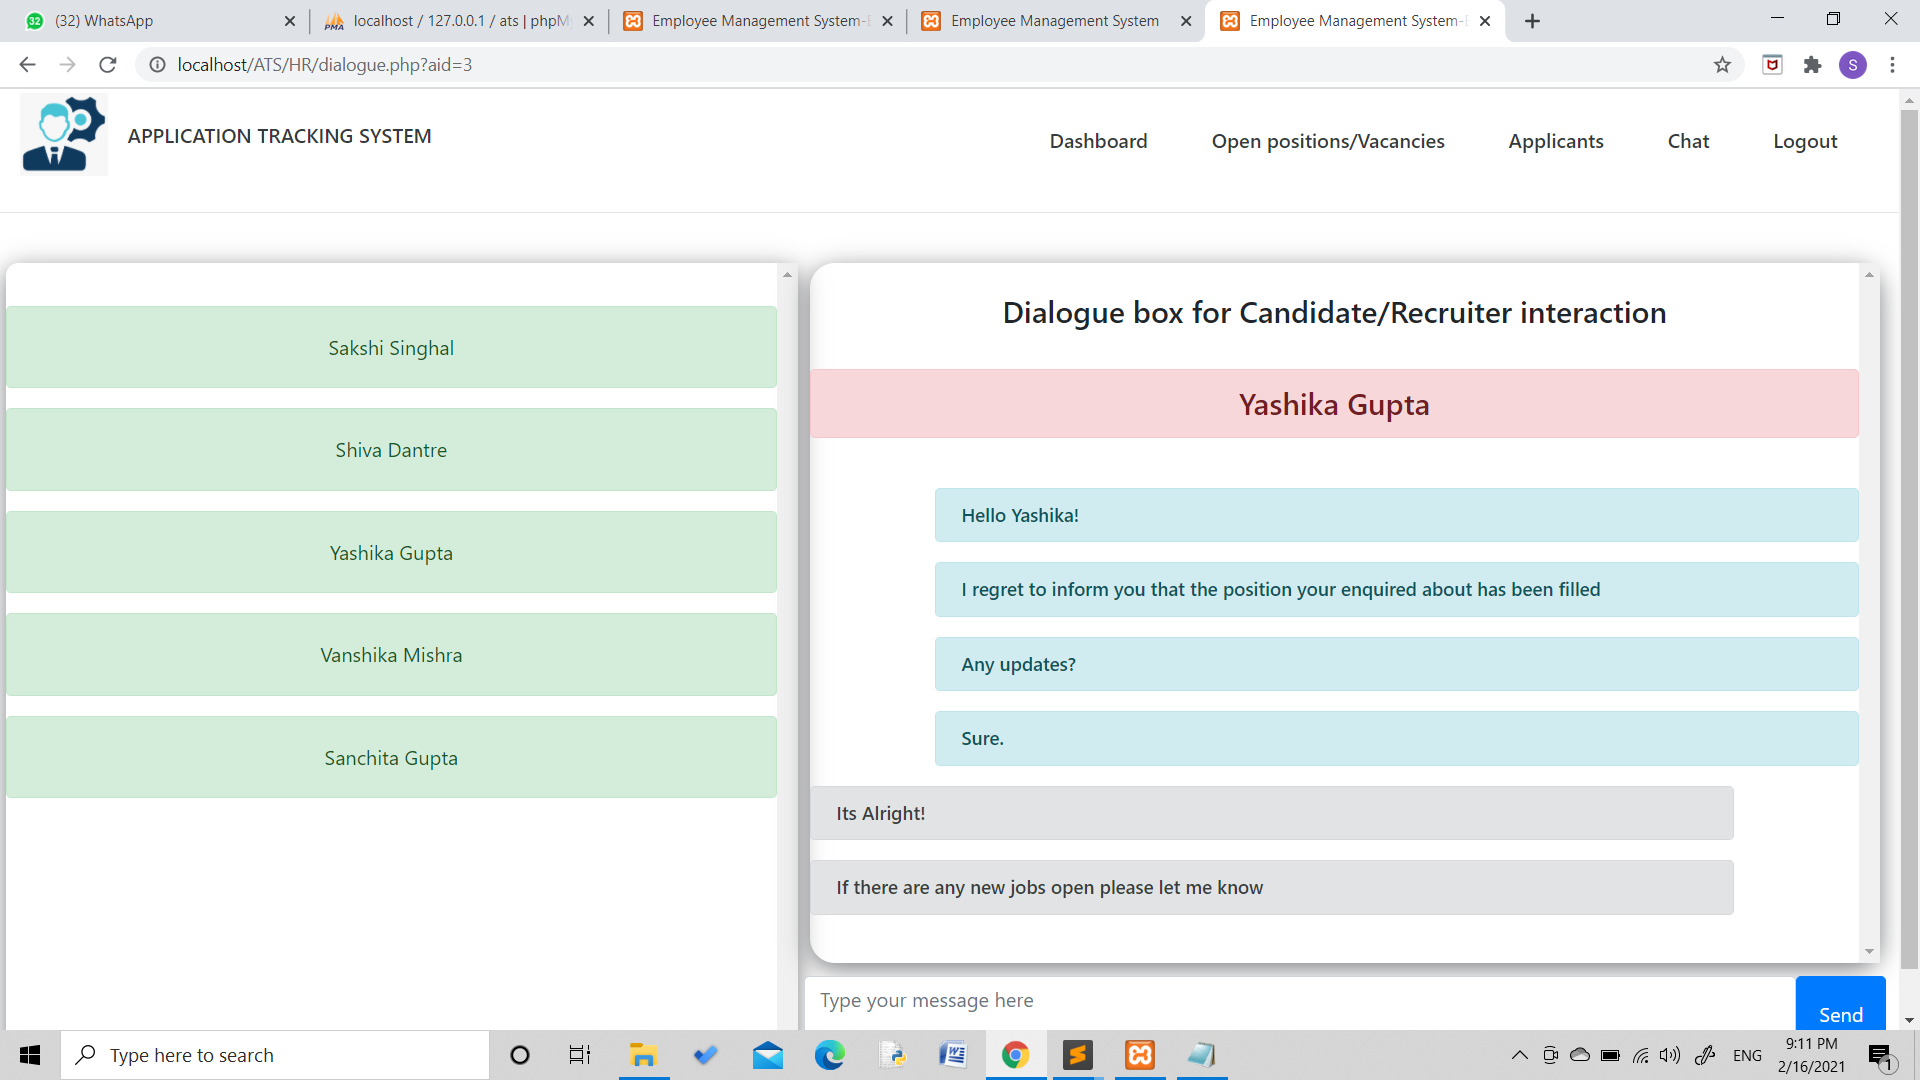 (32) WhatsApp
localhost / 127.0.0.1 / ats | phpM
Employee Management System-E
Employee Management System
Employee Management System-E
localhost/ATS/HR/dialogue.php?aid=3
S
APPLICATION TRACKING SYSTEM
Dashboard
Open positions/Vacancies
Applicants
Chat
Logout
Sakshi Singhal
Shiva Dantre
Yashika Gupta
Vanshika Mishra
Sanchita Gupta
Dialogue box for Candidate/Recruiter interaction
Yashika Gupta
Hello Yashika!
I regret to inform you that the position your enquired about has been filled
Any updates?
Sure.
Its Alright!
If there are any new jobs open please let me know
Type your message here
Send
Type here to search
ENG
9:11 PM
2/16/2021
1